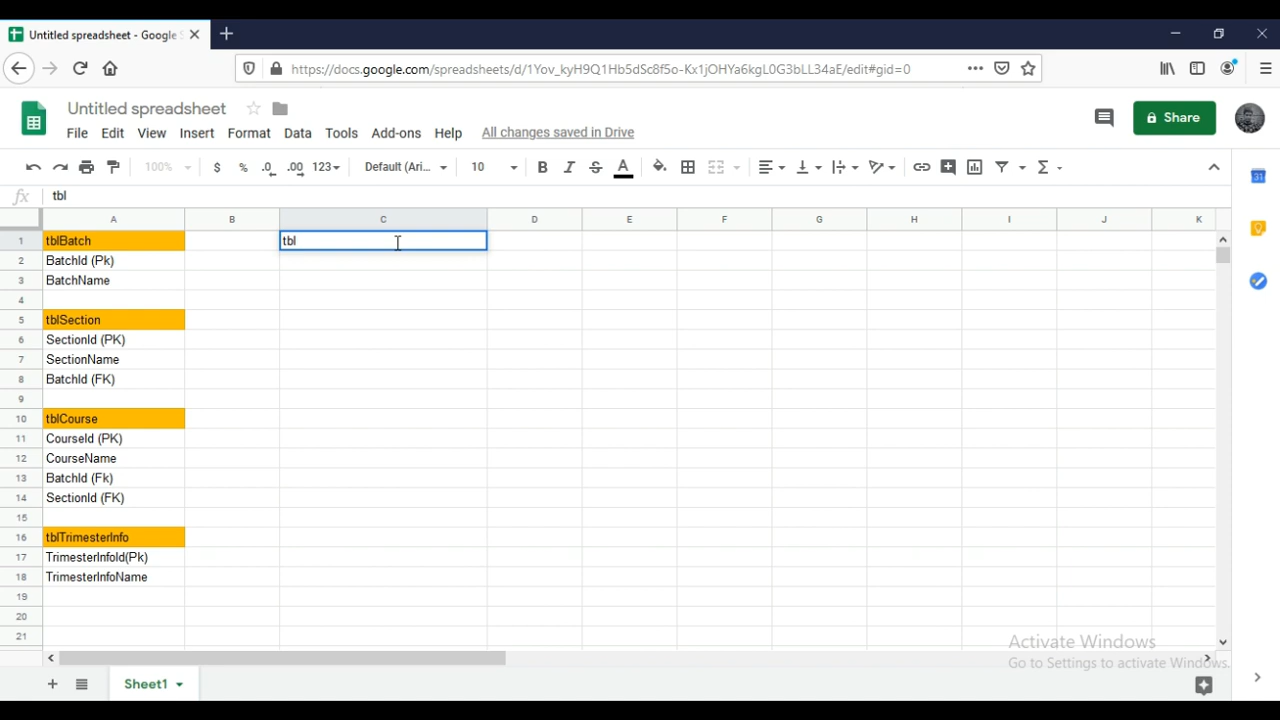 Untitled spreadsheet - Google S
https://docs.google.com/spreadsheets/d/1Yov_kyH9Q1Hb5dSc8f5o-Kx1jOHYa6kgL0G3bLL34aE/edit#gid=0
Untitled spreadsheet
File Edit View Insert Format Data Tools Add-ons Help All changes saved in Drive
Share
100% $ % .0 .00 123 Default (Ari... 10 B I S A Σ
31
fx tbl
A B C D E F G H I J K
1 tblBatch tbl
2 BatchId (Pk)
3 BatchName
4
5 tblSection
6 SectionId (PK)
7 SectionName
8 BatchId (FK)
9
10 tblCourse
11 CourseId (PK)
12 CourseName
13 BatchId (Fk)
14 SectionId (FK)
15
16 tblTrimesterInfo
17 TrimesterInfoId(Pk)
18 TrimesterInfoName
19
20
21
Activate Windows
Go to Settings to activate Windows.
Sheet1